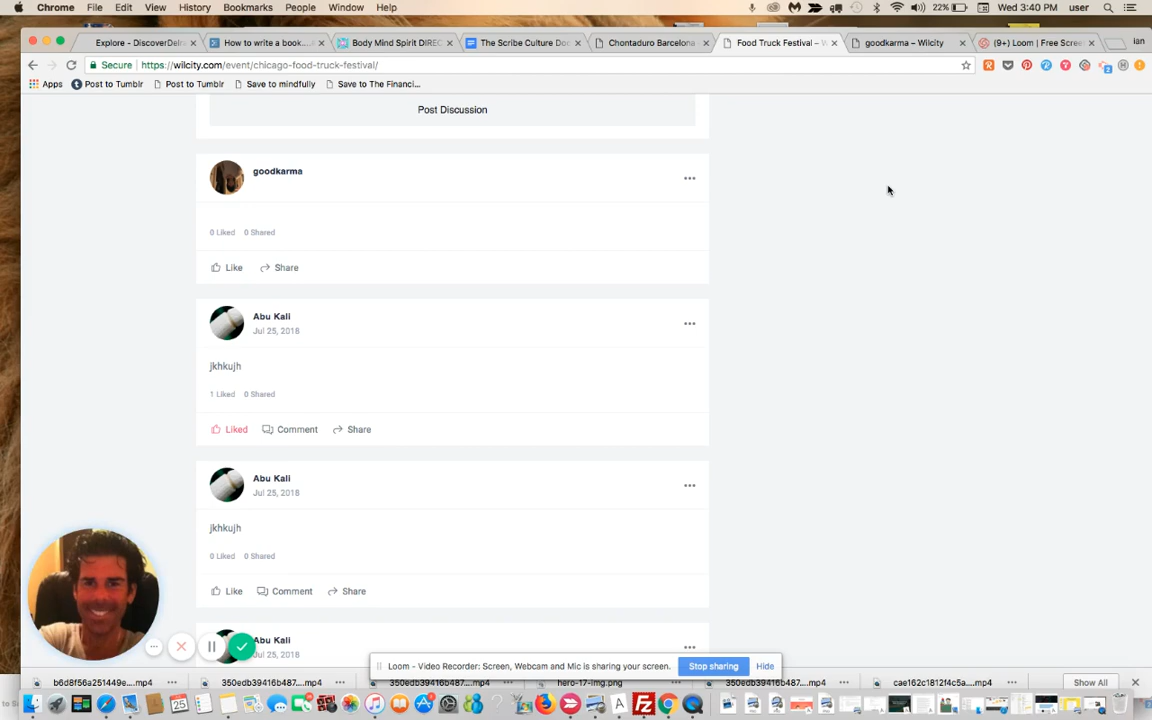 Chrome File Edit View History Bookmarks People Window Help 22% Wed 3:40 PM user
Explore - DiscoverDelr How to write a book.... Body Mind Spirit DIREC The Scribe Culture Doc Chontaduro Barcelona Food Truck Festival – W goodkarma – Wilcity (9+) Loom | Free Scree ian
Secure https://wilcity.com/event/chicago-food-truck-festival/
Apps Post to Tumblr Post to Tumblr Save to mindfully Save to The Financi...
Post Discussion
goodkarma
0 Liked 0 Shared
Like Share
Abu Kali
Jul 25, 2018
jkhkujh
1 Liked 0 Shared
Liked Comment Share
Abu Kali
Jul 25, 2018
jkhkujh
0 Liked 0 Shared
Like Comment Share
Abu Kali
Jul 25, 2018
Loom - Video Recorder: Screen, Webcam and Mic is sharing your screen. Stop sharing Hide
b6d8f56a251449e....mp4 350edb39416b487....mp4 hero-17-img.png 350edb39416b487....mp4 cae162c1812f4c5a....mp4 Show All